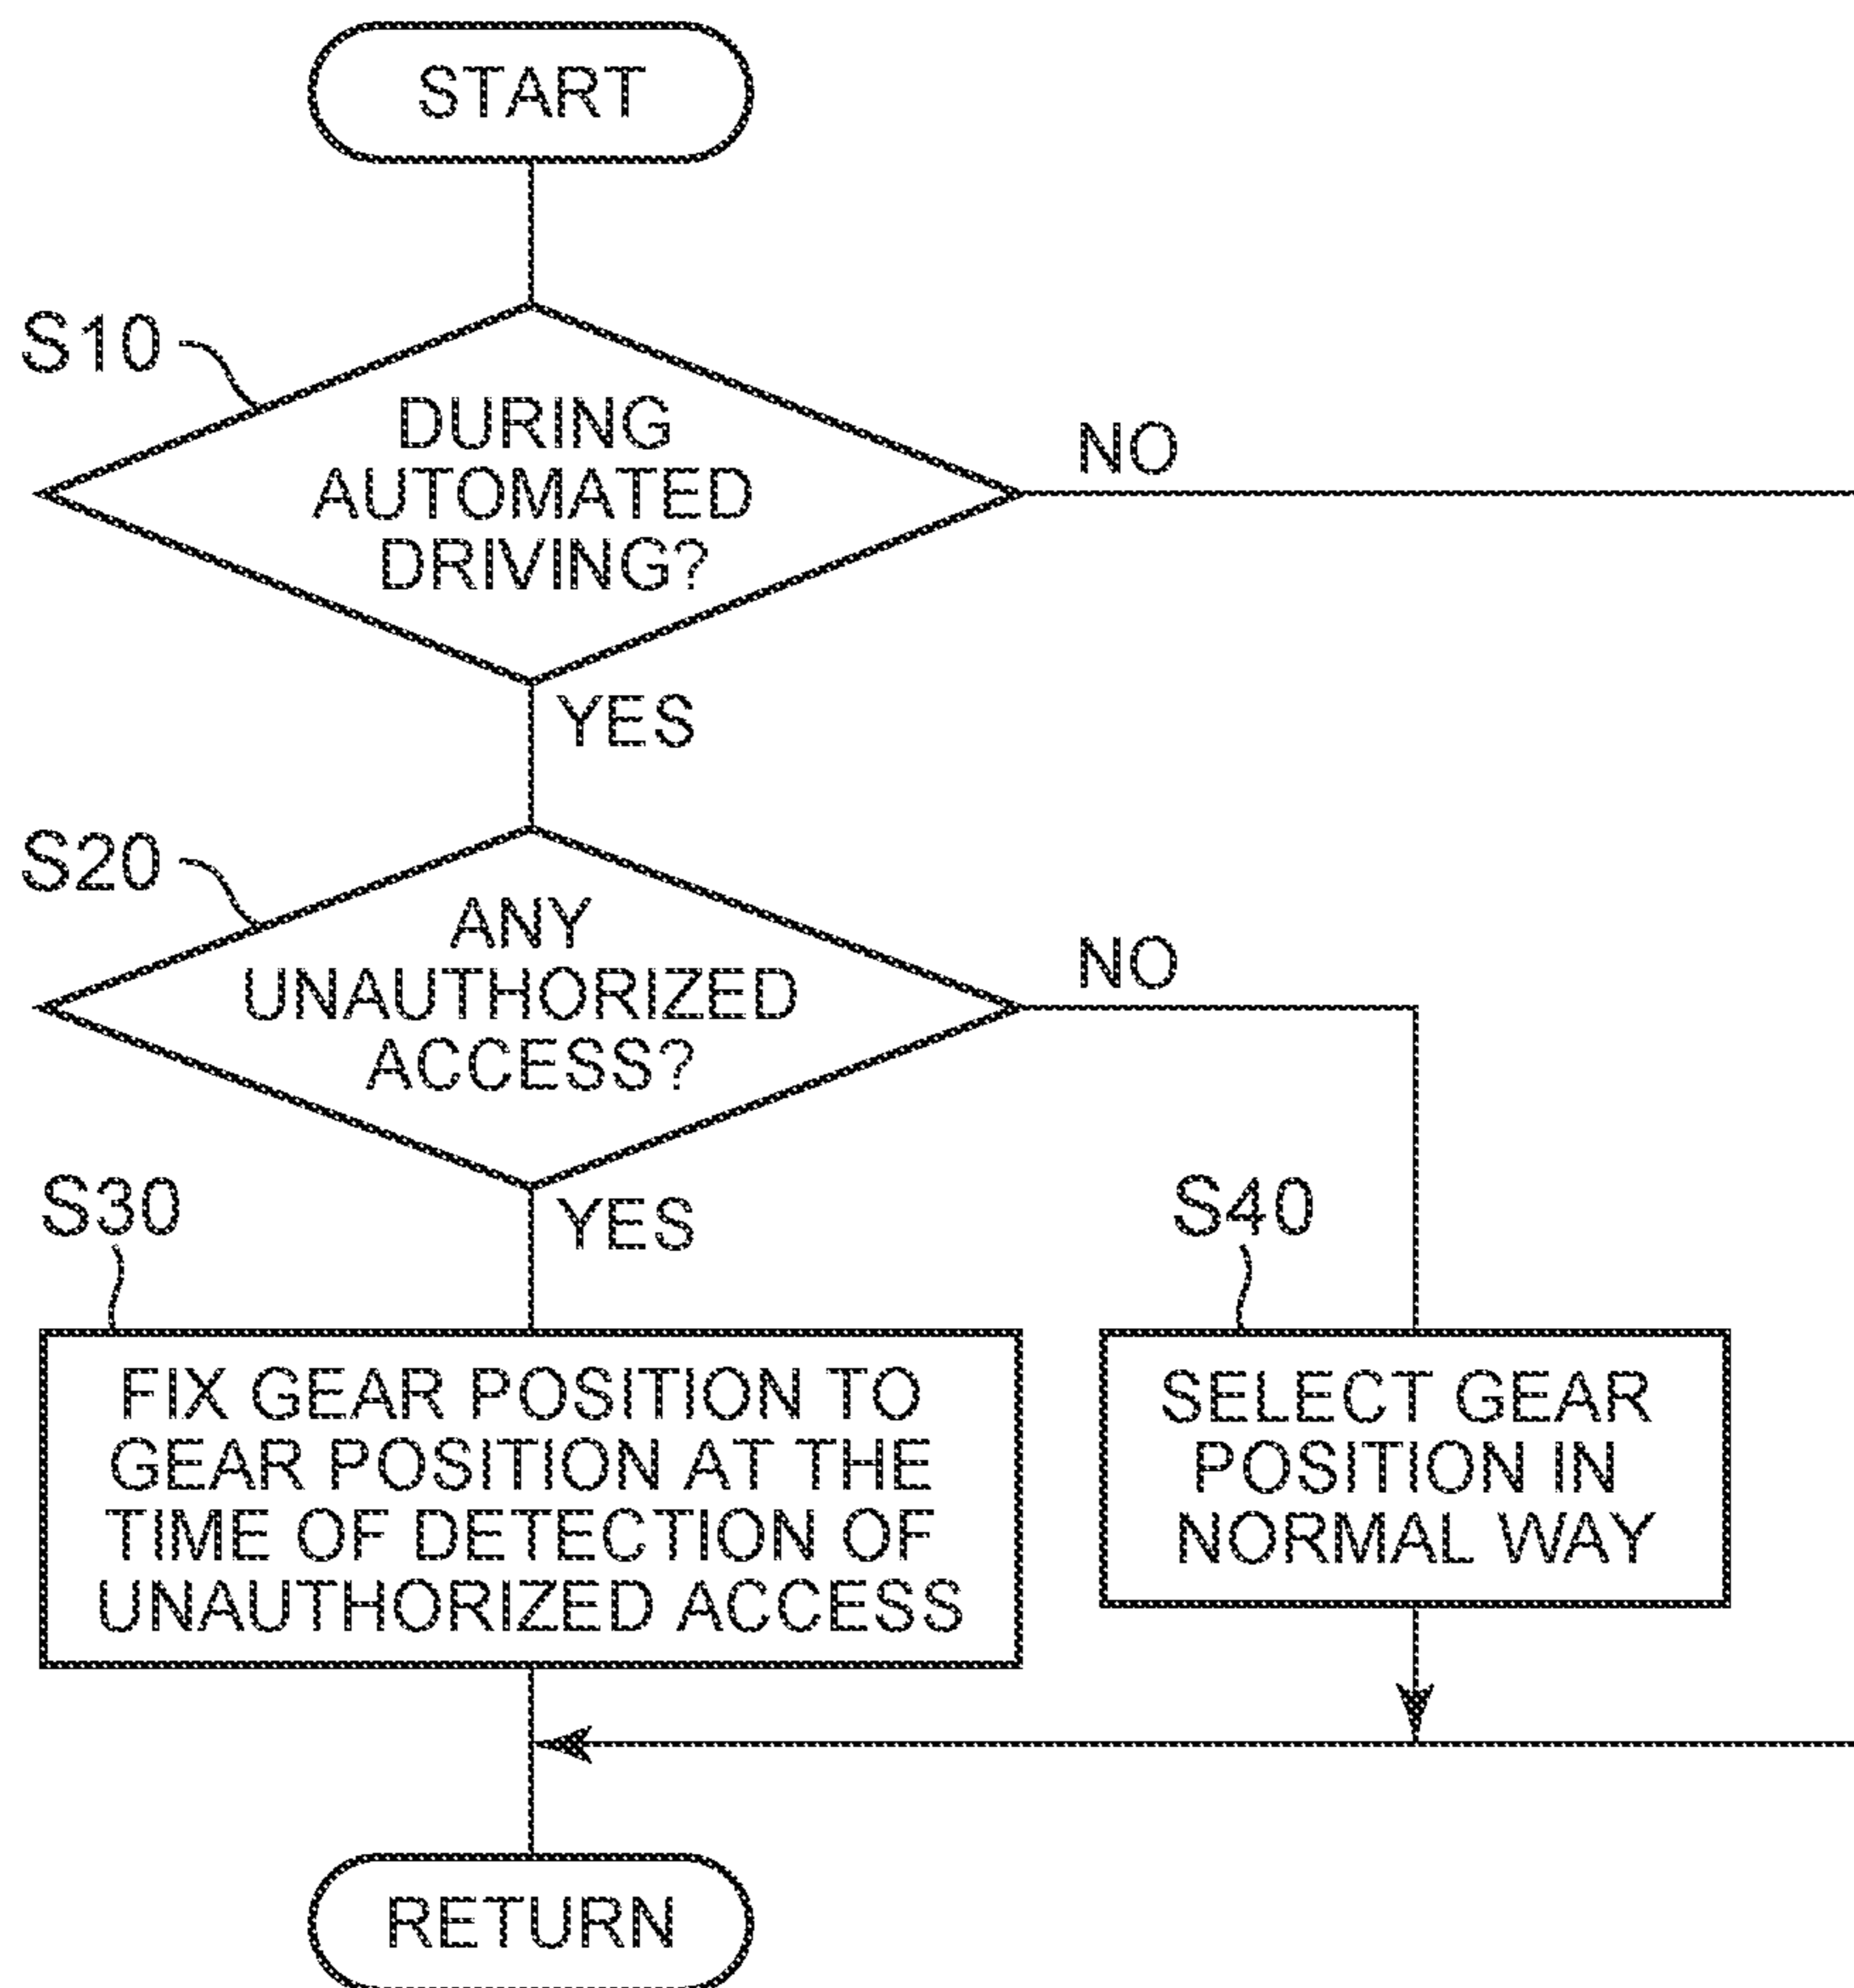 START
S10
DURING
AUTOMATED
DRIVING?
NO
YES
S20
ANY
UNAUTHORIZED
ACCESS?
NO
YES
S30
FIX GEAR POSITION TO
GEAR POSITION AT THE
TIME OF DETECTION OF
UNAUTHORIZED ACCESS
S40
SELECT GEAR
POSITION IN
NORMAL WAY
RETURN